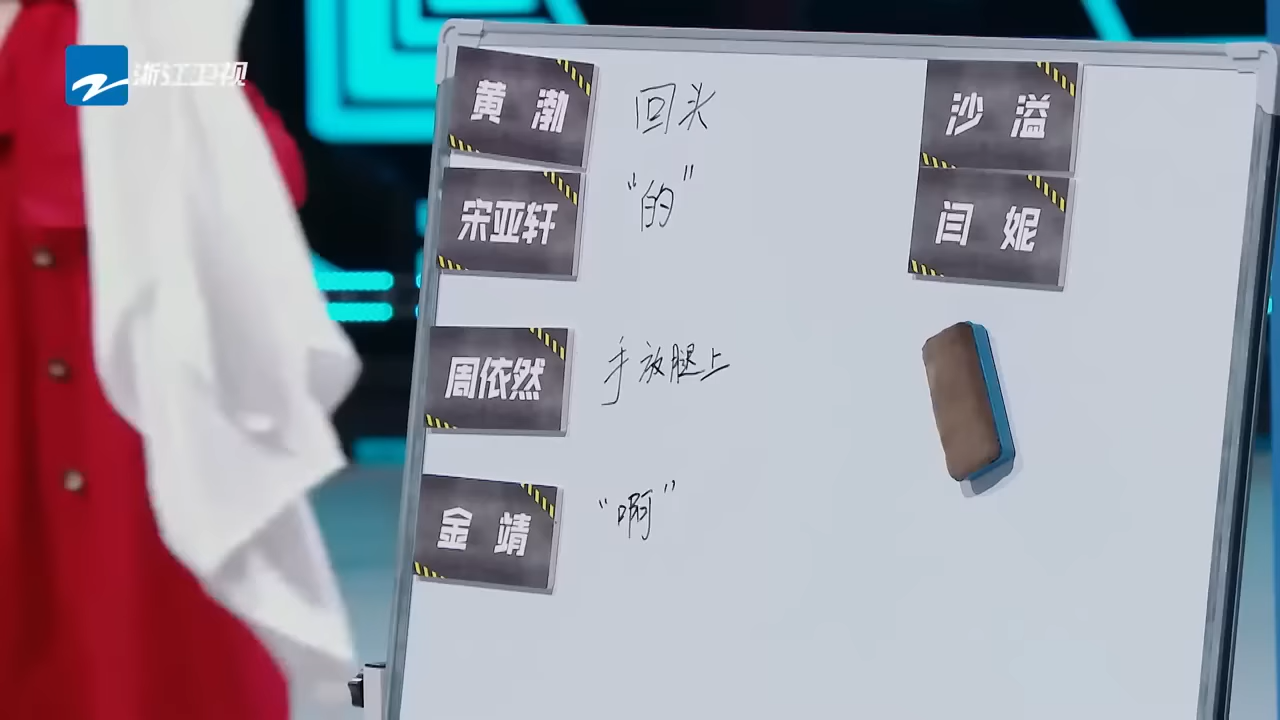 浙江卫视
黄渤 回头
宋亚轩 "的"
周依然 手放腿上
金靖 "啊"
沙溢
闫妮